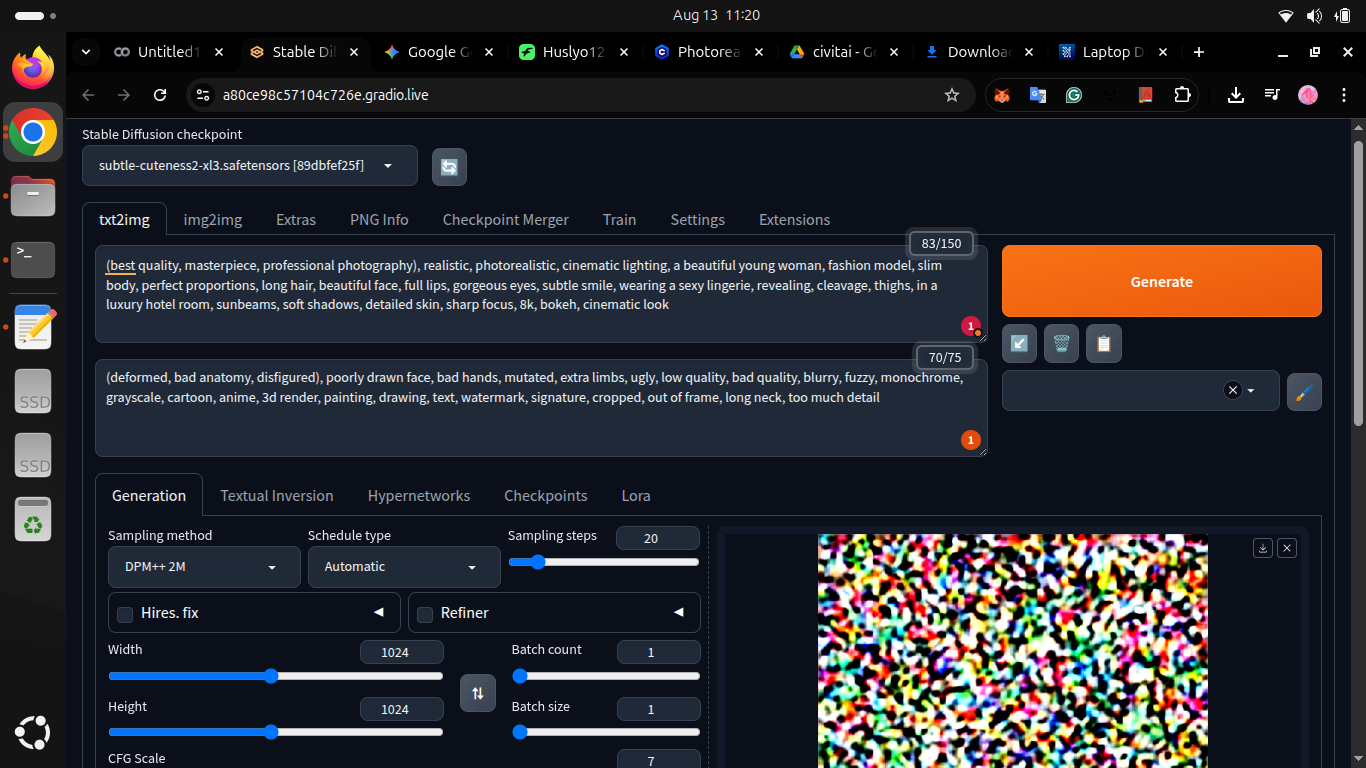 Aug 13 11:20
Untitled1
Stable Dif
Google G
Huslyo12
Photorea
civitai - Go
Downloa
Laptop D
a80ce98c57104c726e.gradio.live
Stable Diffusion checkpoint
subtle-cuteness2-xl3.safetensors [89dbfef25f]
txt2img
img2img
Extras
PNG Info
Checkpoint Merger
Train
Settings
Extensions
83/150
(best quality, masterpiece, professional photography), realistic, photorealistic, cinematic lighting, a beautiful young woman, fashion model, slim
body, perfect proportions, long hair, beautiful face, full lips, gorgeous eyes, subtle smile, wearing a sexy lingerie, revealing, cleavage, thighs, in a
luxury hotel room, sunbeams, soft shadows, detailed skin, sharp focus, 8k, bokeh, cinematic look
1
Generate
70/75
(deformed, bad anatomy, disfigured), poorly drawn face, bad hands, mutated, extra limbs, ugly, low quality, bad quality, blurry, fuzzy, monochrome,
grayscale, cartoon, anime, 3d render, painting, drawing, text, watermark, signature, cropped, out of frame, long neck, too much detail
1
SSD
SSD
Generation
Textual Inversion
Hypernetworks
Checkpoints
Lora
Sampling method
Schedule type
Sampling steps
20
DPM++ 2M
Automatic
Hires. fix
Refiner
Width
1024
Batch count
1
Height
1024
Batch size
1
CFG Scale
7